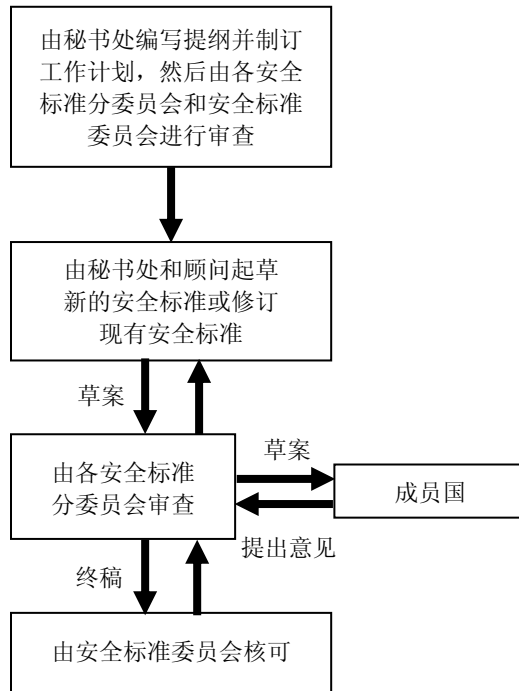 由秘书处编写提纲并制订
工作计划，然后由各安全
标准分委员会和安全标准
委员会进行审查
由秘书处和顾问起草
新的安全标准或修订
现有安全标准
草案
草案
由各安全标准
分委员会审查
成员国
提出意见
终稿
由安全标准委员会核可